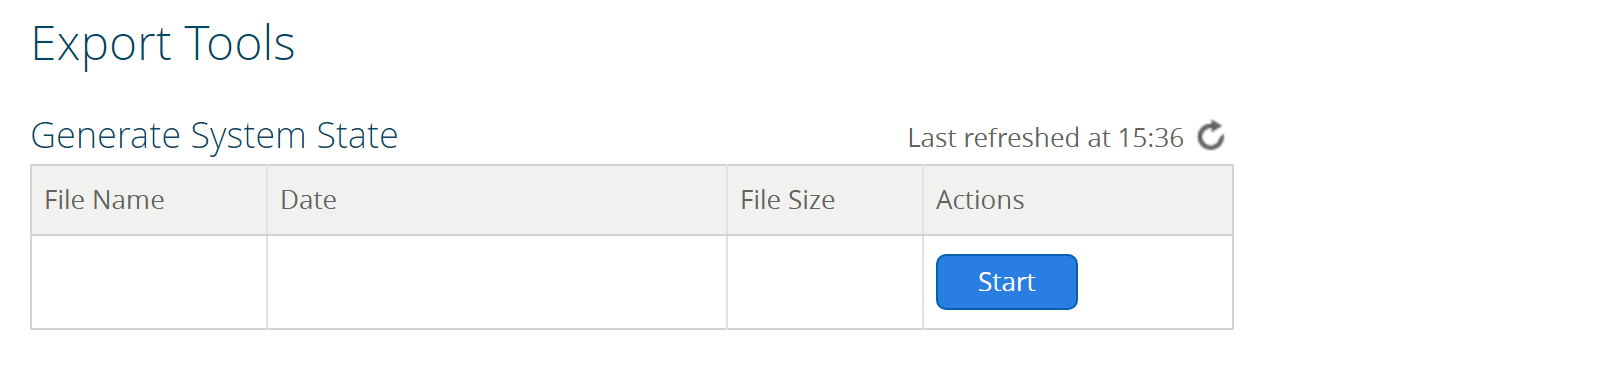 Export Tools
Generate System State
Last refreshed at 15:36
File Name Date File Size Actions
Start